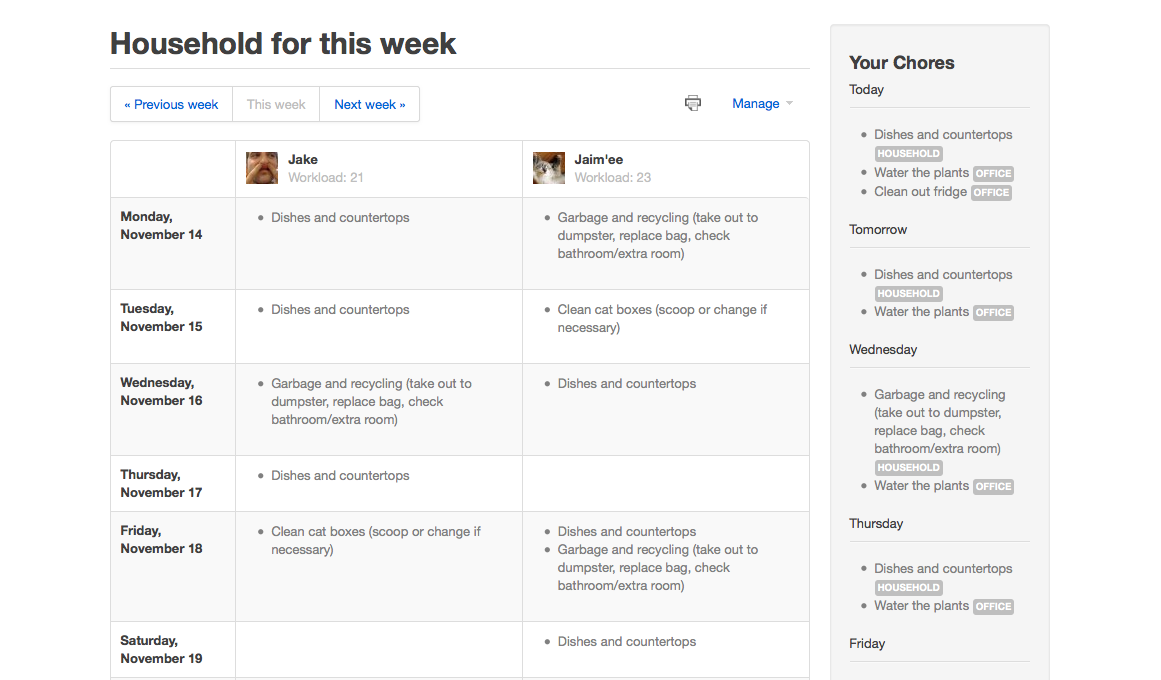 Household for this week
« Previous week
This week
Next week »
Manage
Jake
Workload: 21
Jaim'ee
Workload: 23
Monday,
November 14
• Dishes and countertops
• Garbage and recycling (take out to
dumpster, replace bag, check
bathroom/extra room)
Tuesday,
November 15
• Dishes and countertops
• Clean cat boxes (scoop or change if
necessary)
Wednesday,
November 16
• Garbage and recycling (take out to
dumpster, replace bag, check
bathroom/extra room)
• Dishes and countertops
Thursday,
November 17
• Dishes and countertops
Friday,
November 18
• Clean cat boxes (scoop or change if
necessary)
• Dishes and countertops
• Garbage and recycling (take out to
dumpster, replace bag, check
bathroom/extra room)
Saturday,
November 19
• Dishes and countertops
Your Chores
Today
• Dishes and countertops
HOUSEHOLD
• Water the plants OFFICE
• Clean out fridge OFFICE
Tomorrow
• Dishes and countertops
HOUSEHOLD
• Water the plants OFFICE
Wednesday
• Garbage and recycling
(take out to dumpster,
replace bag, check
bathroom/extra room)
HOUSEHOLD
• Water the plants OFFICE
Thursday
• Dishes and countertops
HOUSEHOLD
• Water the plants OFFICE
Friday